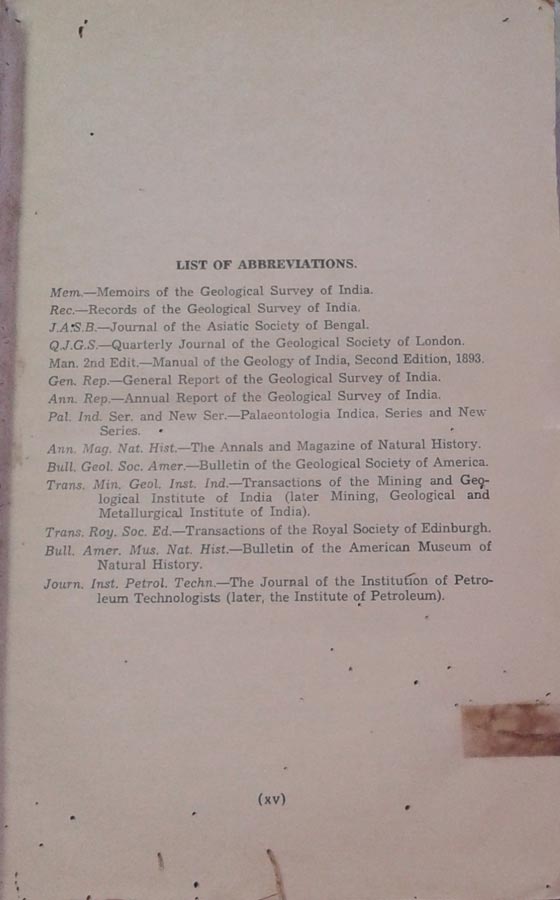 LIST OF ABBREVIATIONS.
Mem.—Memoirs of the Geological Survey of India.
Rec.—Records of the Geological Survey of India.
J.A.S.B.—Journal of the Asiatic Society of Bengal.
Q.J.G.S.—Quarterly Journal of the Geological Society of London.
Man. 2nd Edit.—Manual of the Geology of India, Second Edition, 1893.
Gen. Rep.—General Report of the Geological Survey of India.
Ann. Rep.—Annual Report of the Geological Survey of India.
Pal. Ind. Ser. and New Ser.—Palaeontologia Indica, Series and New
Series.
Ann. Mag. Nat. Hist.—The Annals and Magazine of Natural History.
Bull. Geol. Soc. Amer.—Bulletin of the Geological Society of America.
Trans. Min. Geol. Inst. Ind.—Transactions of the Mining and Geo-
logical Institute of India (later Mining, Geological and
Metallurgical Institute of India).
Trans. Roy. Soc. Ed.—Transactions of the Royal Society of Edinburgh.
Bull. Amer. Mus. Nat. Hist.—Bulletin of the American Museum of
Natural History.
Journ. Inst. Petrol. Techn.—The Journal of the Institution of Petro-
leum Technologists (later, the Institute of Petroleum).
(xv)